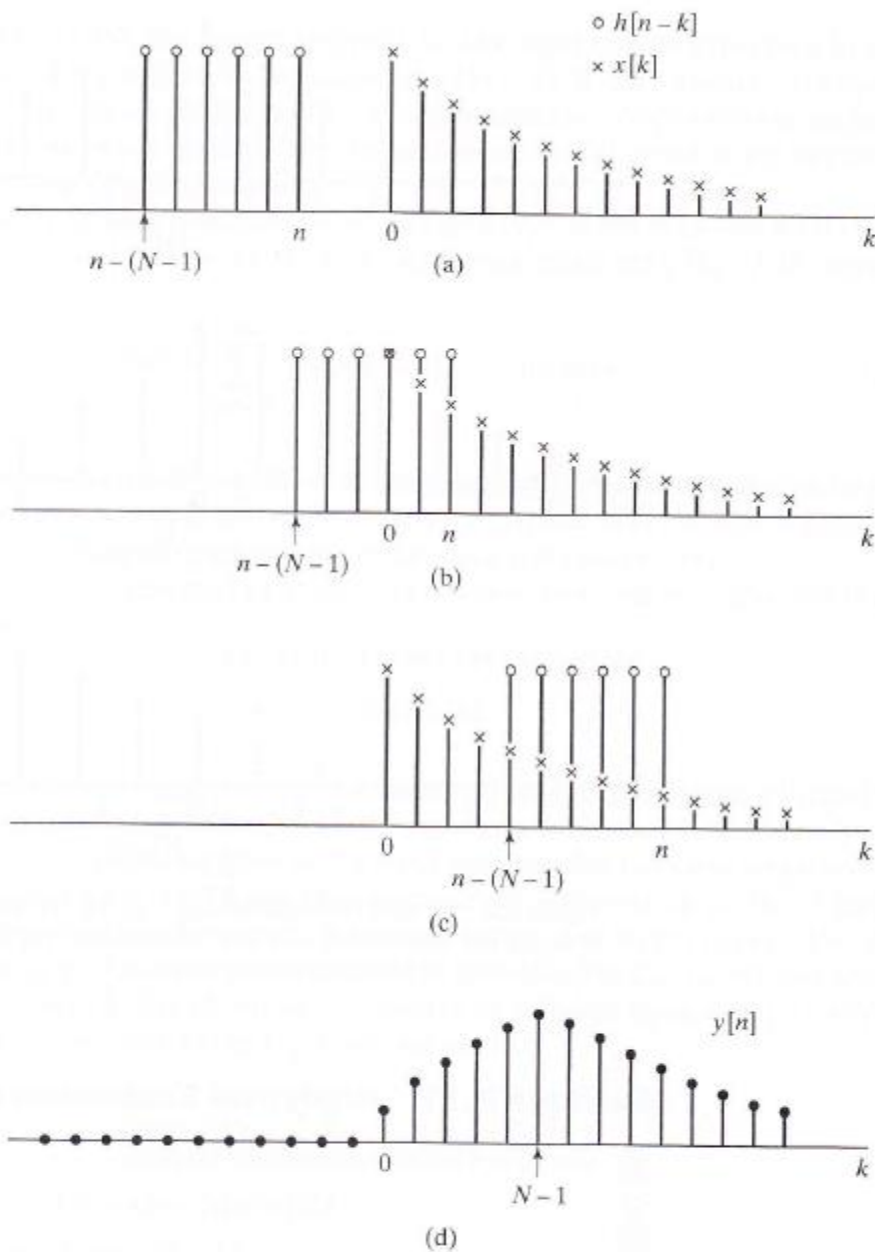 h[n – k]
x[k]
n 0 k
n – (N – 1)
(a)
0 n k
n – (N – 1)
(b)
0 n k
n – (N – 1)
(c)
y[n]
0 k
N – 1
(d)